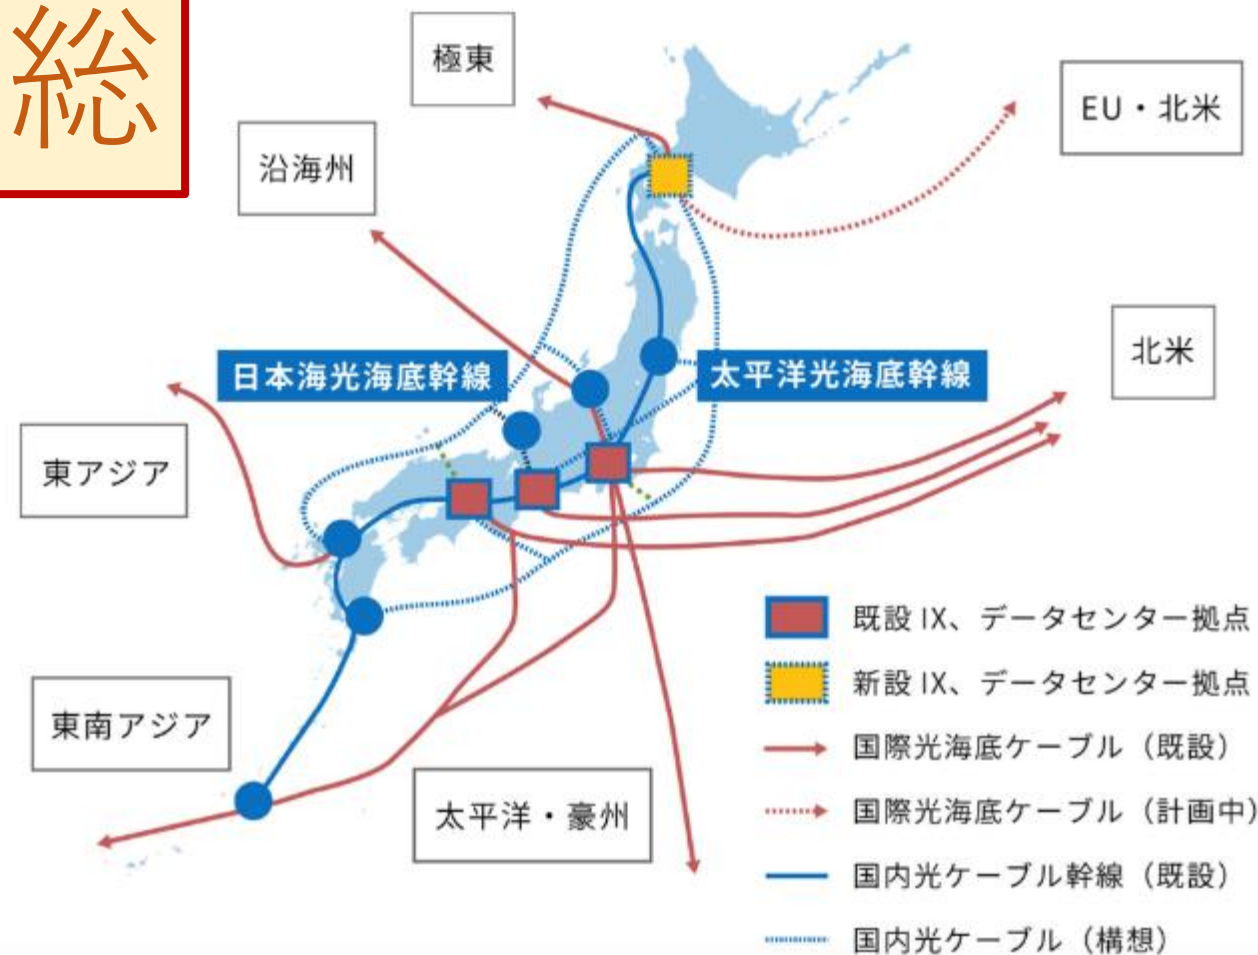 総
極東
EU・北米
沿海州
北米
日本海光海底幹線
太平洋光海底幹線
東アジア
東南アジア
太平洋・豪州
既設 IX、データセンター拠点
新設 IX、データセンター拠点
国際光海底ケーブル（既設）
国際光海底ケーブル（計画中）
国内光ケーブル幹線（既設）
国内光ケーブル（構想）